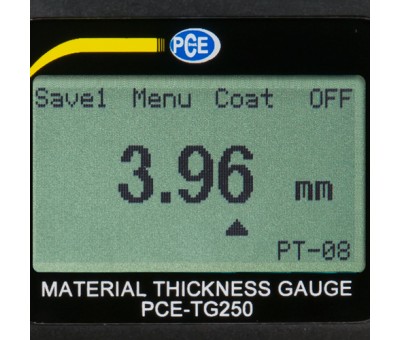 PCE
Save1 Menu Coat OFF
3.96 mm
PT-08
MATERIAL THICKNESS GAUGE
PCE-TG250